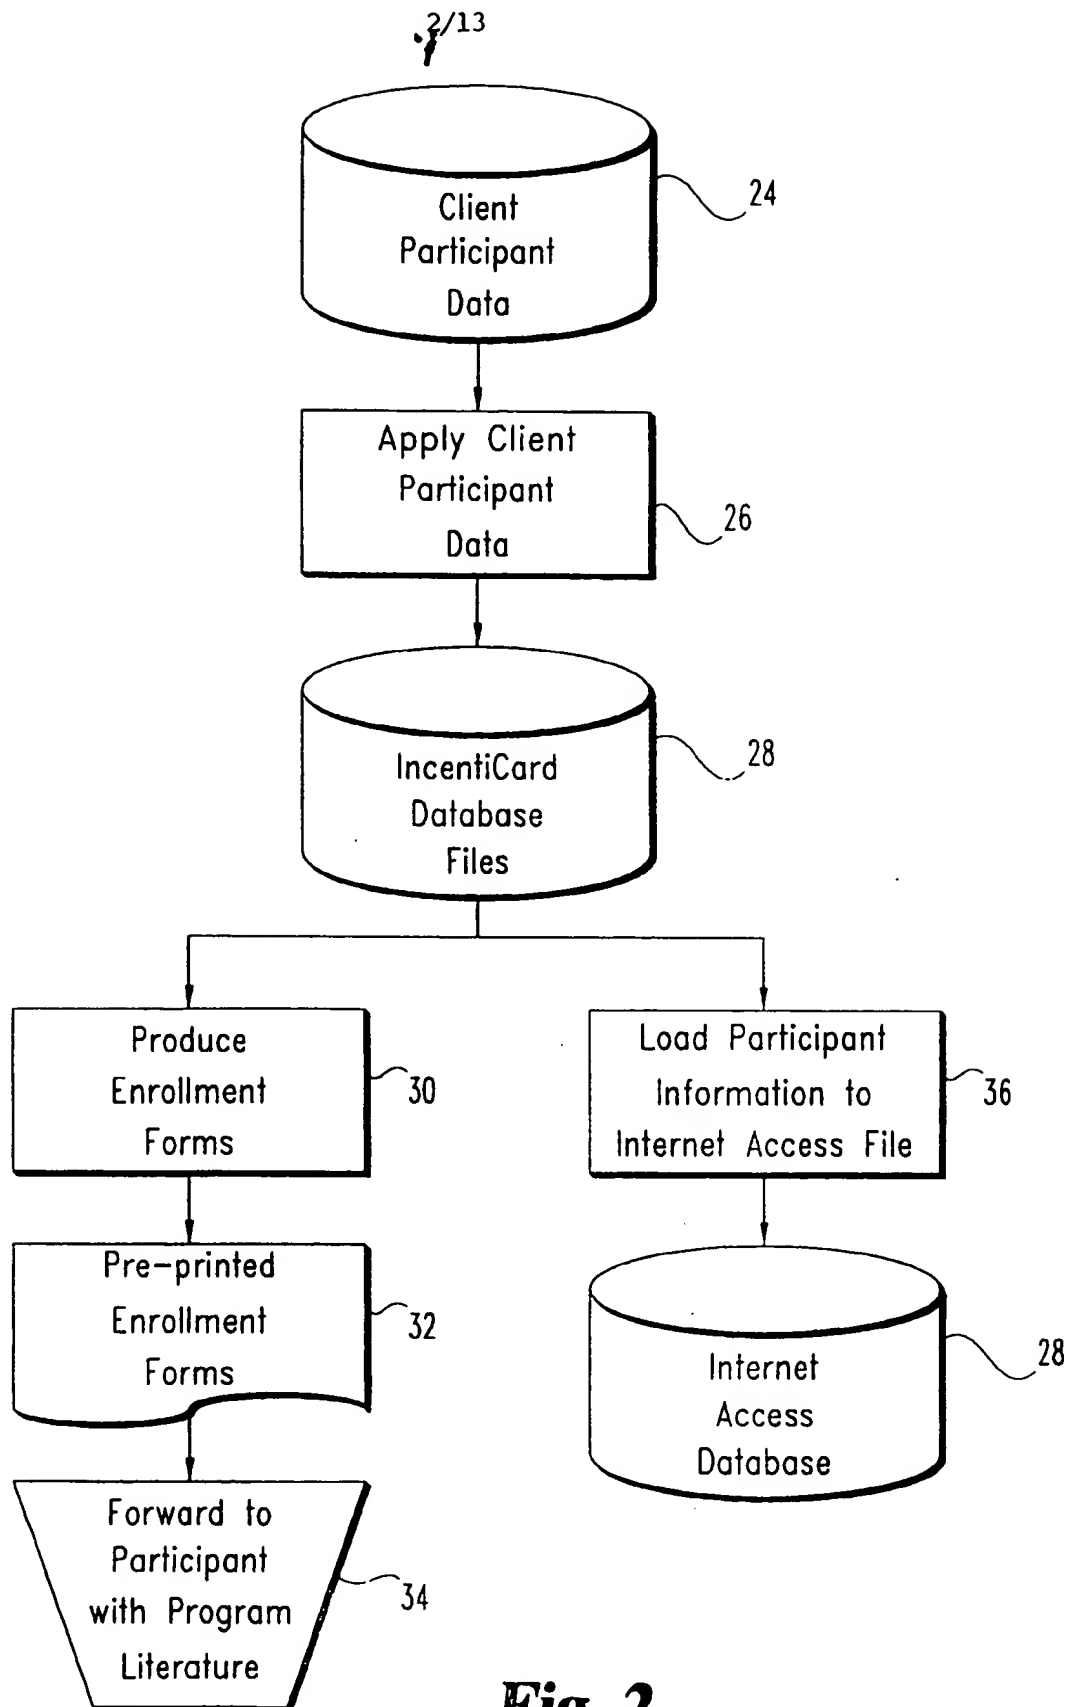 2/13
Client
Participant
Data
24
Apply Client
Participant
Data
26
IncentiCard
Database
Files
28
Produce
Enrollment
Forms
30
Load Participant
Information to
Internet Access File
36
Pre-printed
Enrollment
Forms
32
Internet
Access
Database
28
Forward to
Participant
with Program
Literature
34
Fig. 2